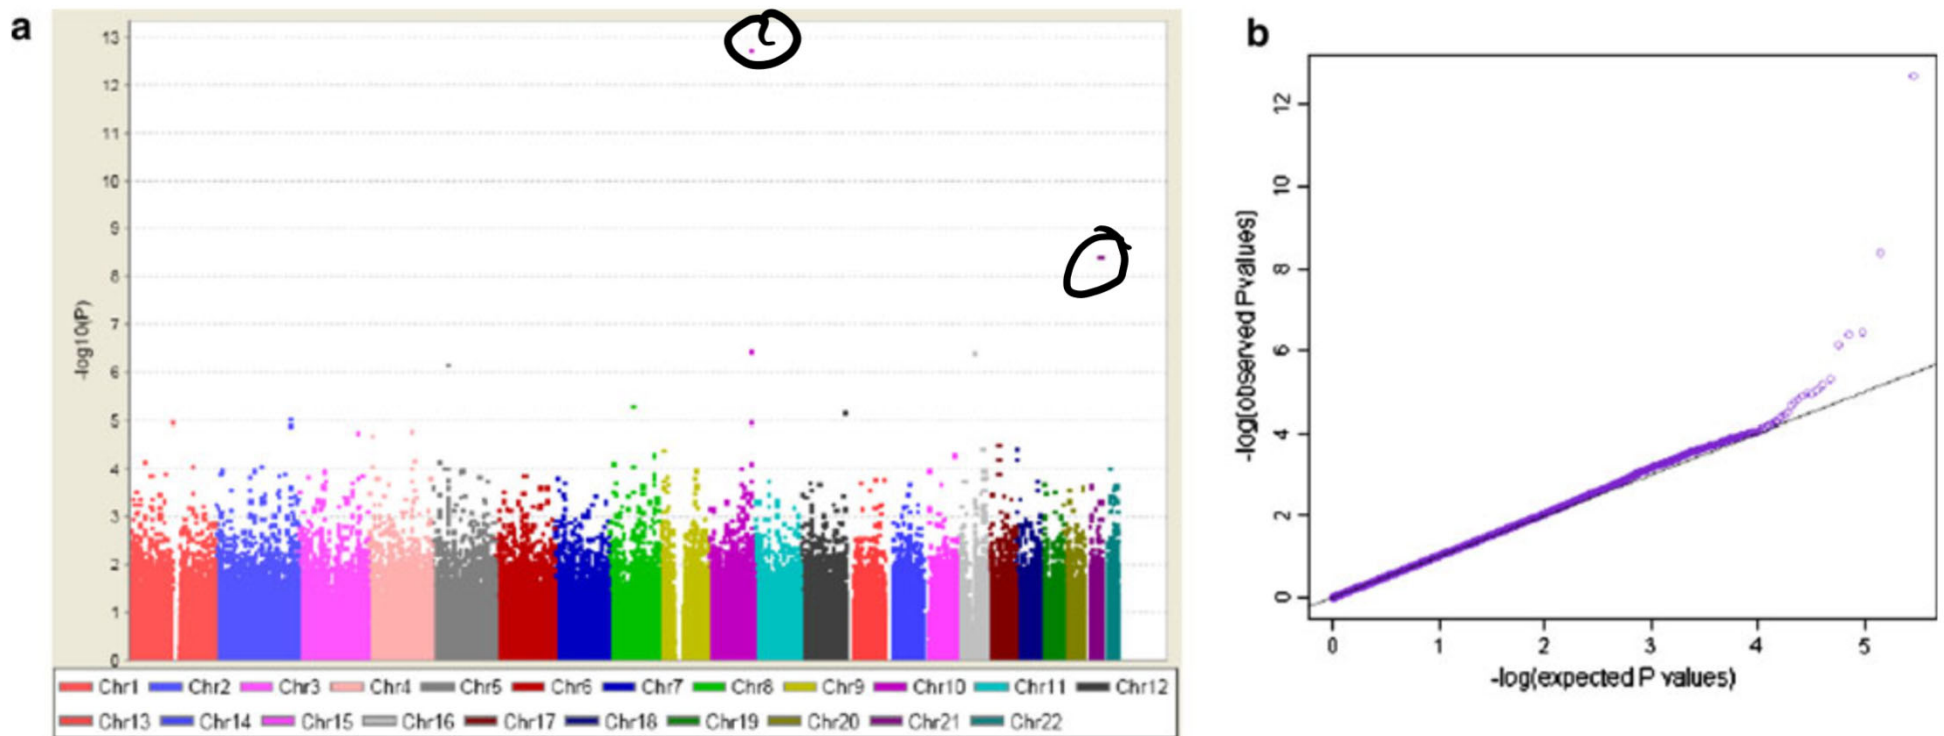 a
b
13
12
11
10
9
8
7
6
5
4
3
2
1
0
-log10(P)
Chr1 Chr2 Chr3 Chr4 Chr5 Chr6 Chr7 Chr8 Chr9 Chr10 Chr11 Chr12
Chr13 Chr14 Chr15 Chr16 Chr17 Chr18 Chr19 Chr20 Chr21 Chr22
12
10
8
6
4
2
0
-log(observed Pvalues)
0 1 2 3 4 5
-log(expected P values)